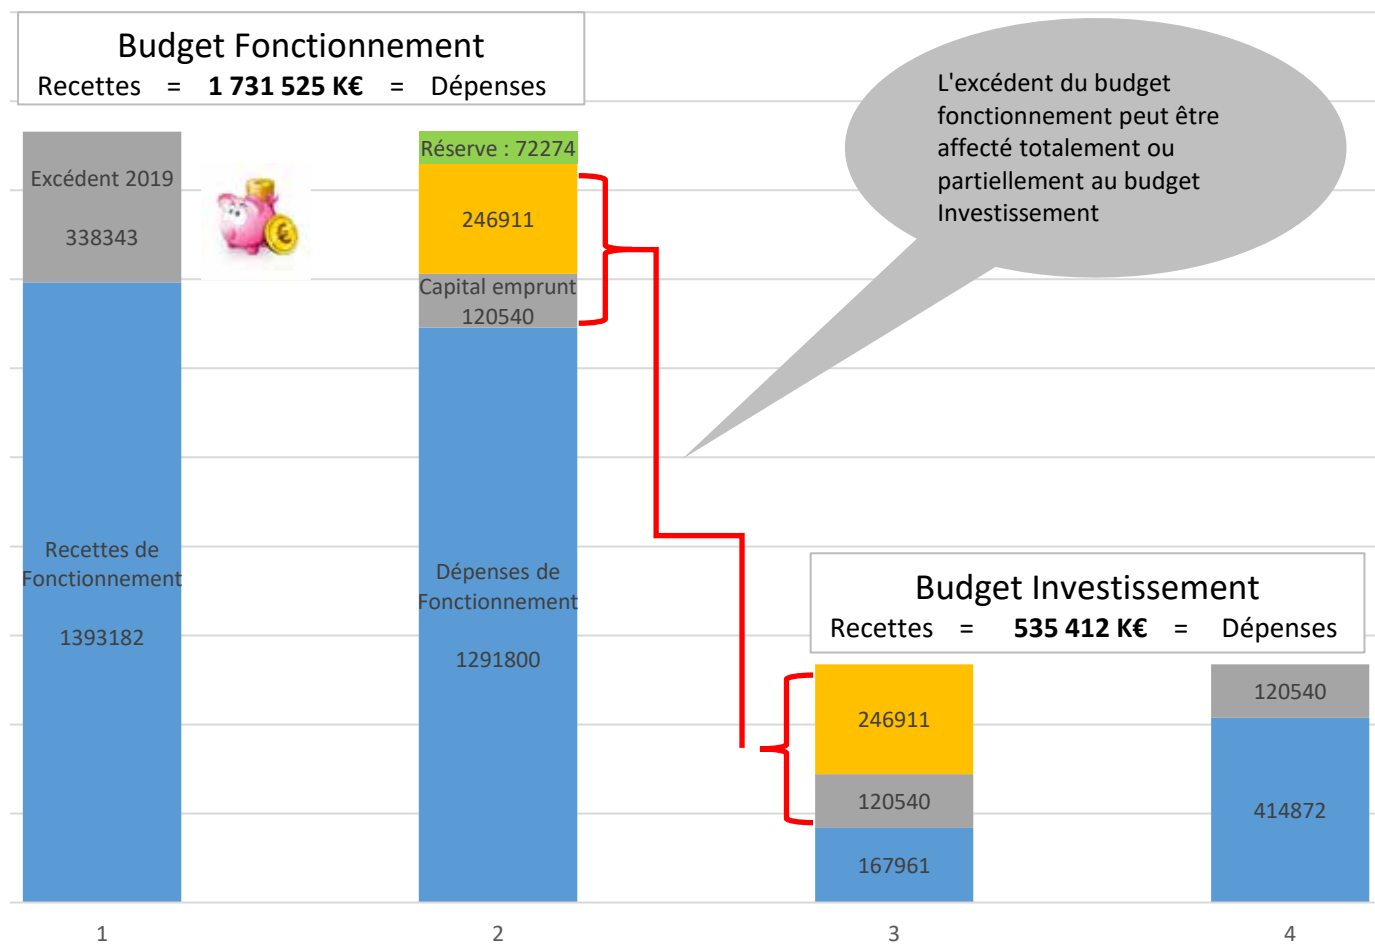 Budget Fonctionnement
Recettes = 1 731 525 K€ = Dépenses
L'excédent du budget
fonctionnement peut être
affecté totalement ou
partiellement au budget
Investissement
Excédent 2019
338343
Recettes de
Fonctionnement
1393182
Réserve : 72274
246911
Capital emprunt
120540
Dépenses de
Fonctionnement
1291800
Budget Investissement
Recettes = 535 412 K€ = Dépenses
246911
120540
167961
120540
414872
1 2 3 4